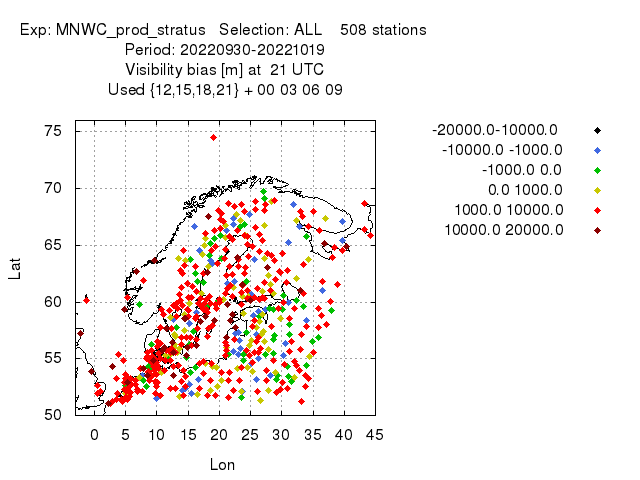 Exp: MNWC_prod_stratus Selection: ALL 508 stations
Period: 20220930-20221019
Visibility bias [m] at 21 UTC
Used {12,15,18,21} + 00 03 06 09
-20000.0-10000.0
-10000.0 -1000.0
-1000.0 0.0
0.0 1000.0
1000.0 10000.0
10000.0 20000.0
75
70
65
60
55
50
Lat
0 5 10 15 20 25 30 35 40 45
Lon